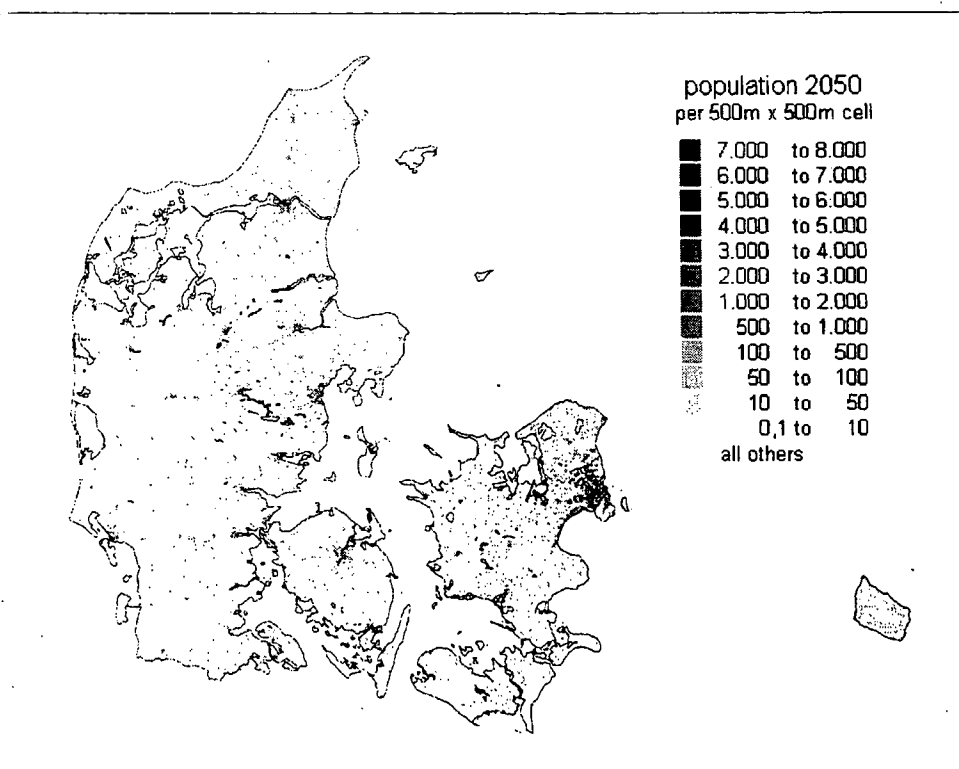 population 2050
per 500m x 500m cell
7.000 to 8.000
6.000 to 7.000
5.000 to 6.000
4.000 to 5.000
3.000 to 4.000
2.000 to 3.000
1.000 to 2.000
500 to 1.000
100 to 500
50 to 100
10 to 50
0,1 to 10
all others